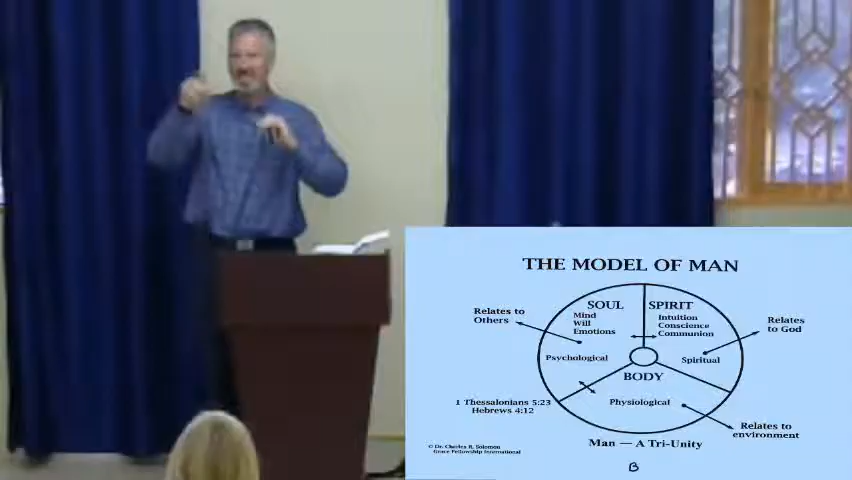 THE MODEL OF MAN
SOUL
Mind
Will
Emotions
Psychological
SPIRIT
Intuition
Conscience
Communion
Spiritual
BODY
Physiological
Relates to
Others
Relates
to God
1 Thessalonians 5:23
Hebrews 4:12
Relates to
environment
Man — A Tri-Unity
© Dr. Charles R. Solomon
Grace Fellowship International
B